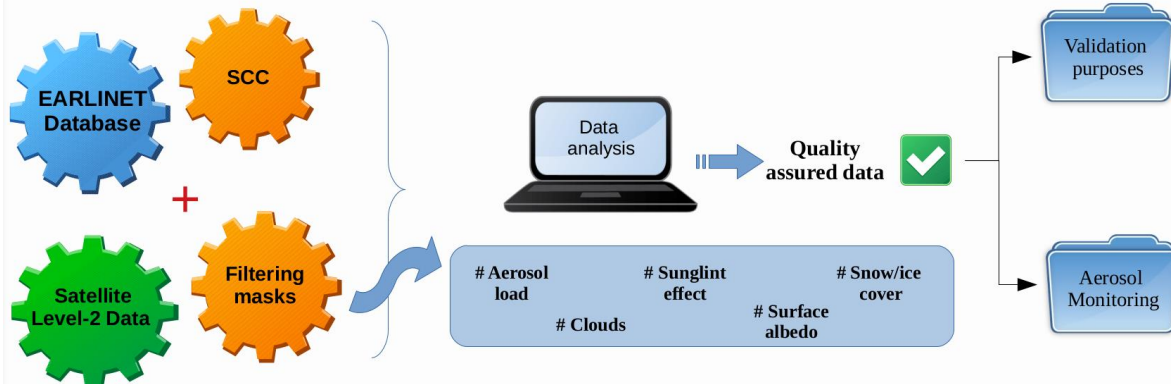 EARLINET
Database
SCC
+
Satellite
Level-2 Data
Filtering
masks
Data
analysis
Quality
assured data
# Aerosol
load
# Sunglint
effect
# Snow/ice
cover
# Clouds
# Surface
albedo
Validation
purposes
Aerosol
Monitoring